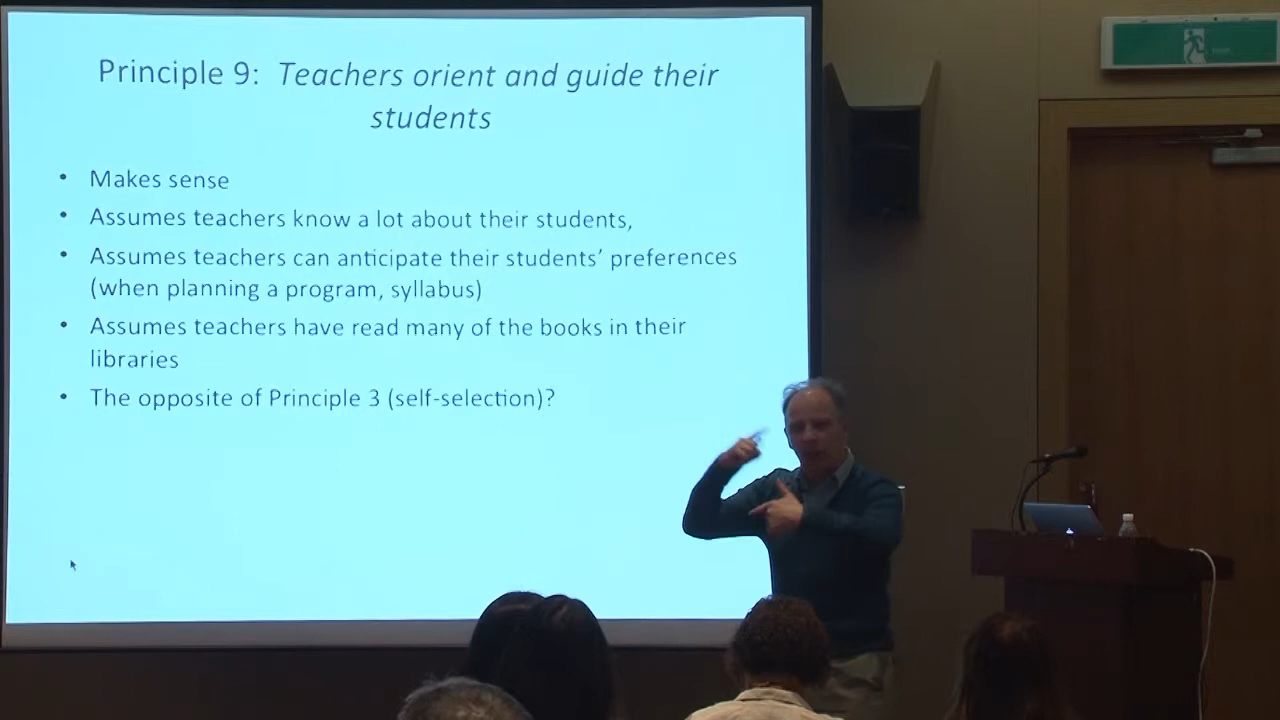 Principle 9: Teachers orient and guide their
students
• Makes sense
• Assumes teachers know a lot about their students,
• Assumes teachers can anticipate their students’ preferences
(when planning a program, syllabus)
• Assumes teachers have read many of the books in their
libraries
• The opposite of Principle 3 (self-selection)?